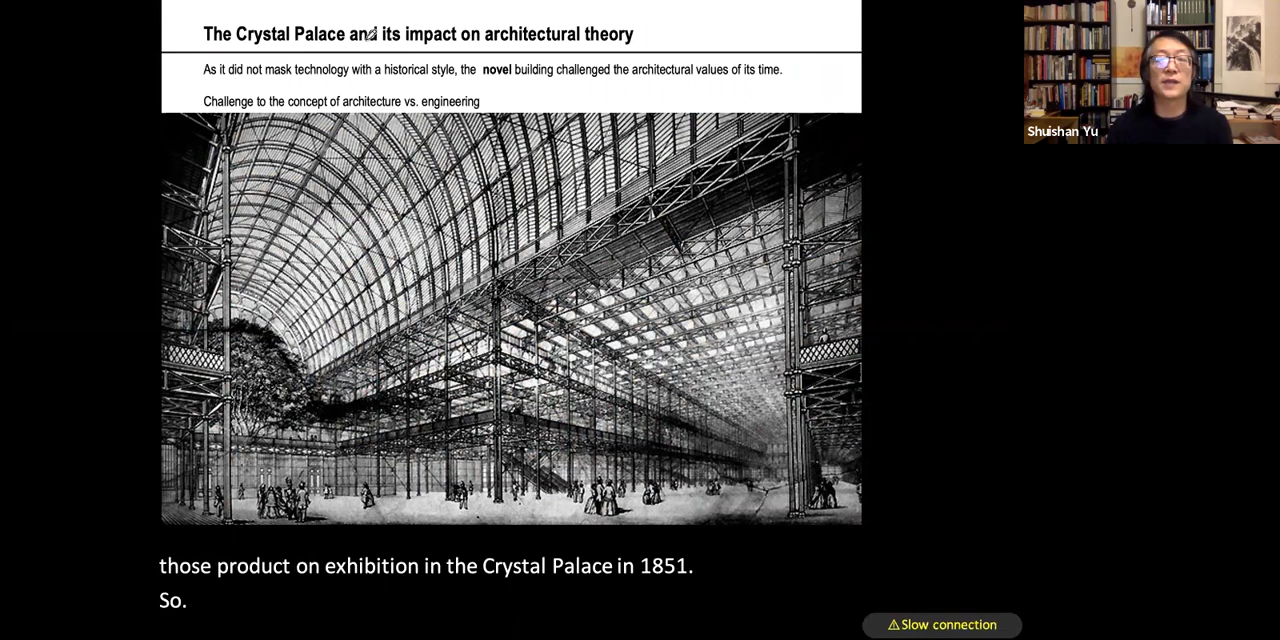 The Crystal Palace and its impact on architectural theory
As it did not mask technology with a historical style, the novel building challenged the architectural values of its time.
Challenge to the concept of architecture vs. engineering
Shuishan Yu
those product on exhibition in the Crystal Palace in 1851.
So.
Slow connection